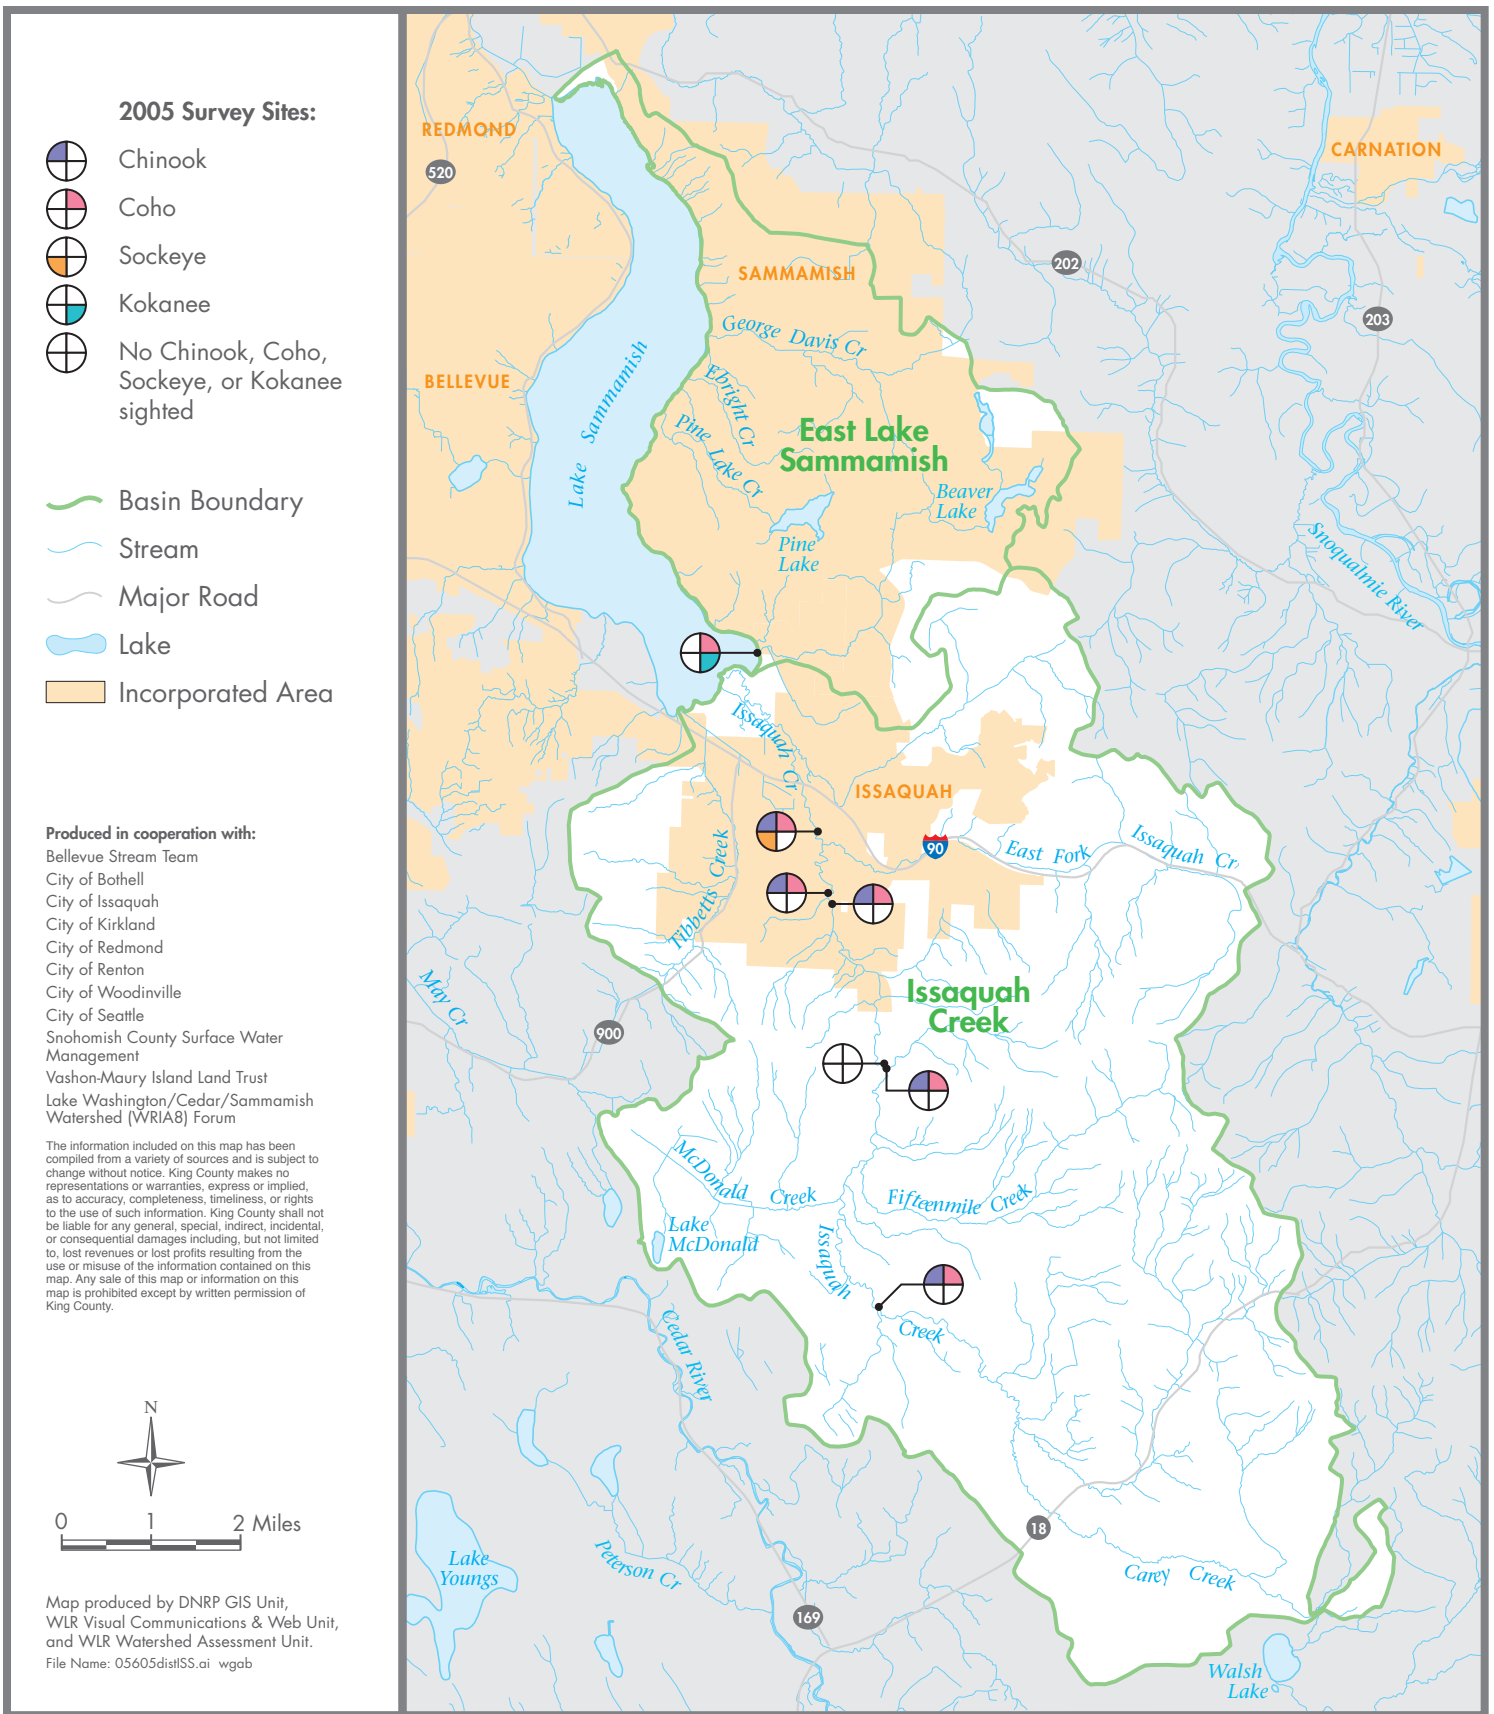 2005 Survey Sites:
Chinook
Coho
Sockeye
Kokanee
No Chinook, Coho,
Sockeye, or Kokanee
sighted
Basin Boundary
Stream
Major Road
Lake
Incorporated Area
Produced in cooperation with:
Bellevue Stream Team
City of Bothell
City of Issaquah
City of Kirkland
City of Redmond
City of Renton
City of Woodinville
City of Seattle
Snohomish County Surface Water
Management
Vashon-Maury Island Land Trust
Lake Washington/Cedar/Sammamish
Watershed (WRIA8) Forum
The information included on this map has been
compiled from a variety of sources and is subject to
change without notice. King County makes no
representations or warranties, express or implied,
as to accuracy, completeness, timeliness, or rights
to the use of such information. King County shall not
be liable for any general, special, indirect, incidental,
or consequential damages including, but not limited
to, lost revenues or lost profits resulting from the
use or misuse of the information contained on this
map. Any sale of this map or information on this
map is prohibited except by written permission of
King County.
N
0 1 2 Miles
Map produced by DNRP GIS Unit,
WLR Visual Communications & Web Unit,
and WLR Watershed Assessment Unit.
File Name: 05605distISS.ai wgab
REDMOND
520
CARNATION
202
203
SAMMAMISH
George Davis Cr
BELLEVUE
Lake Sammamish
Ebright Cr
Pine Lake Cr
East Lake
Sammamish
Beaver
Lake
Pine
Lake
Snoqualmie River
Issaquah Cr
ISSAQUAH
90
East Fork Issaquah Cr
Tibbetts Creek
May Cr
900
Issaquah
Creek
McDonald Creek
Fifteenmile Creek
Lake
McDonald
Issaquah Creek
Cedar River
18
Carey Creek
Lake
Youngs
Peterson Cr
169
Walsh
Lake